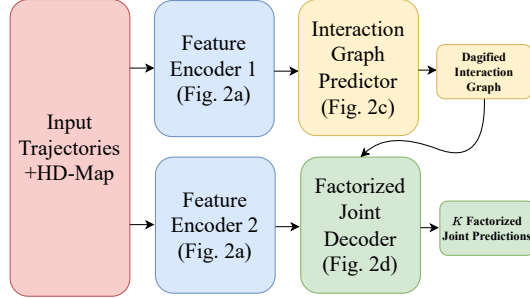 Input
Trajectories
+HD-Map
Feature
Encoder 1
(Fig. 2a)
Interaction
Graph
Predictor
(Fig. 2c)
Dagified
Interaction
Graph
Feature
Encoder 2
(Fig. 2a)
Factorized
Joint
Decoder
(Fig. 2d)
K Factorized
Joint Predictions